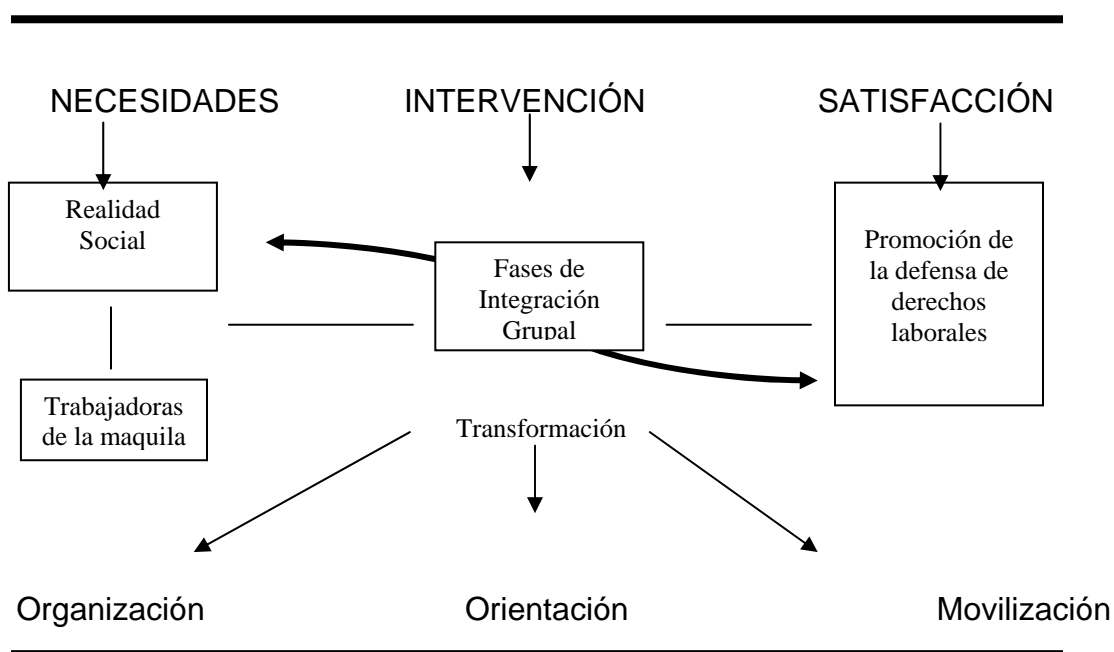 NECESIDADES
INTERVENCIÓN
SATISFACCIÓN
Realidad
Social
Fases de
Integración
Grupal
Promoción de
la defensa de
derechos
laborales
Trabajadoras
de la maquila
Transformación
Organización
Orientación
Movilización